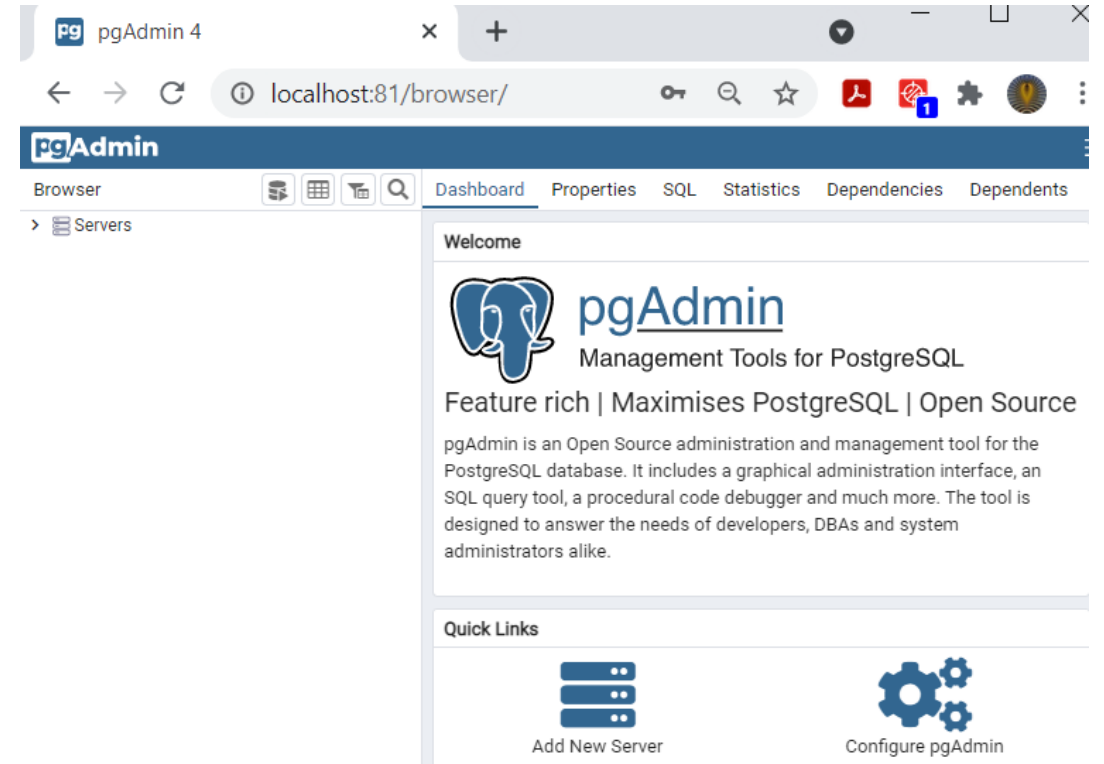 pgAdmin 4
localhost:81/browser/
1
pgAdmin
Browser
Dashboard Properties SQL Statistics Dependencies Dependents
Servers
Welcome
pgAdmin
Management Tools for PostgreSQL
Feature rich | Maximises PostgreSQL | Open Source
pgAdmin is an Open Source administration and management tool for the
PostgreSQL database. It includes a graphical administration interface, an
SQL query tool, a procedural code debugger and much more. The tool is
designed to answer the needs of developers, DBAs and system
administrators alike.
Quick Links
Add New Server
Configure pgAdmin